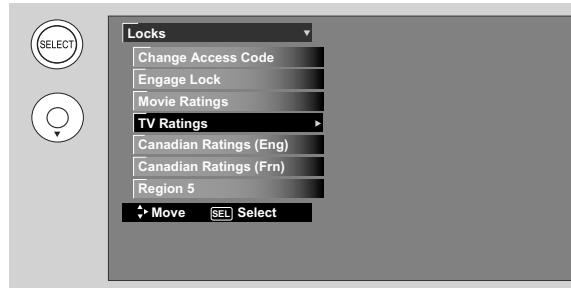 SELECT
Locks
Change Access Code
Engage Lock
Movie Ratings
TV Ratings
Canadian Ratings (Eng)
Canadian Ratings (Frn)
Region 5
Move SEL Select